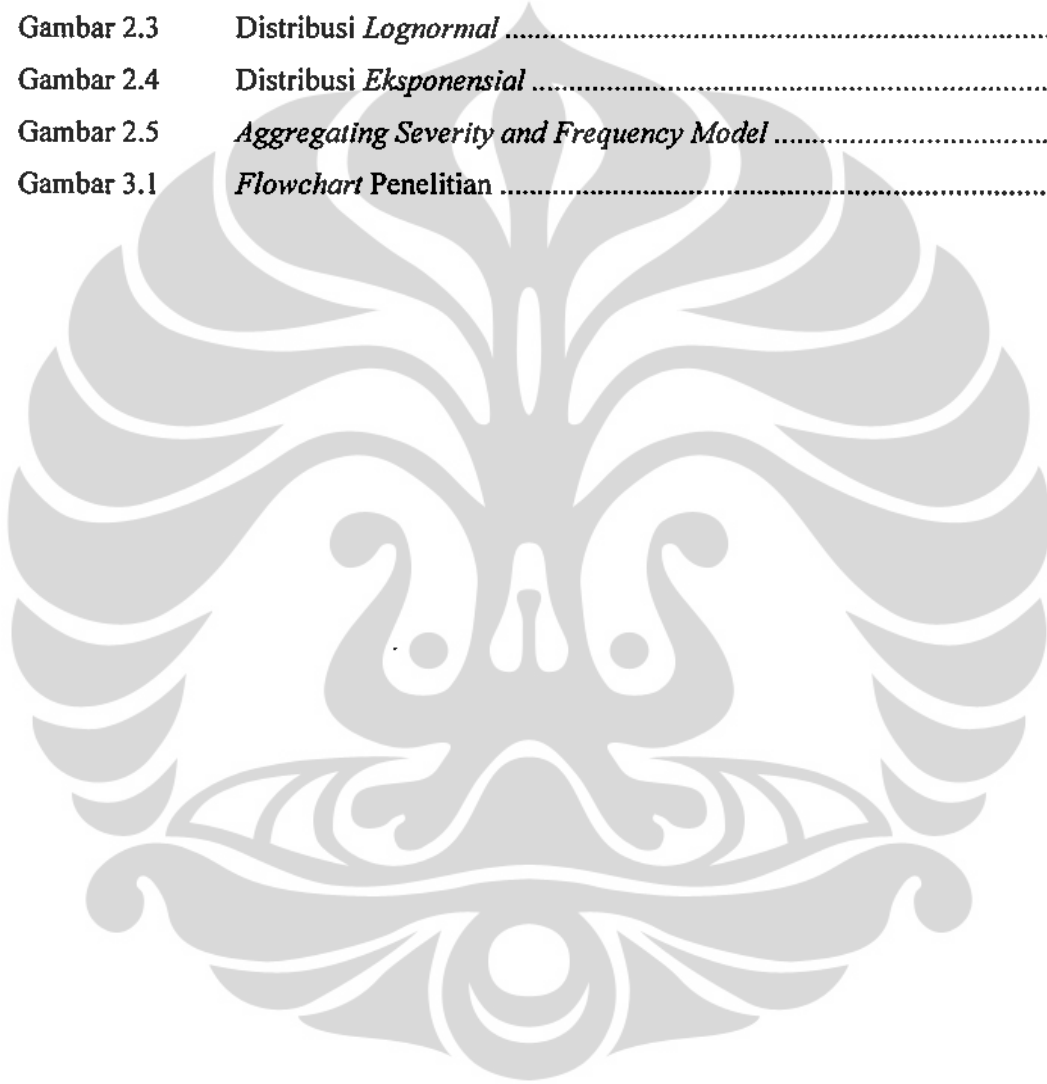 Gambar 2.3 Distribusi Lognormal ........................................................................
Gambar 2.4 Distribusi Eksponensial ....................................................................
Gambar 2.5 Aggregating Severity and Frequency Model .....................................
Gambar 3.1 Flowchart Penelitian .........................................................................